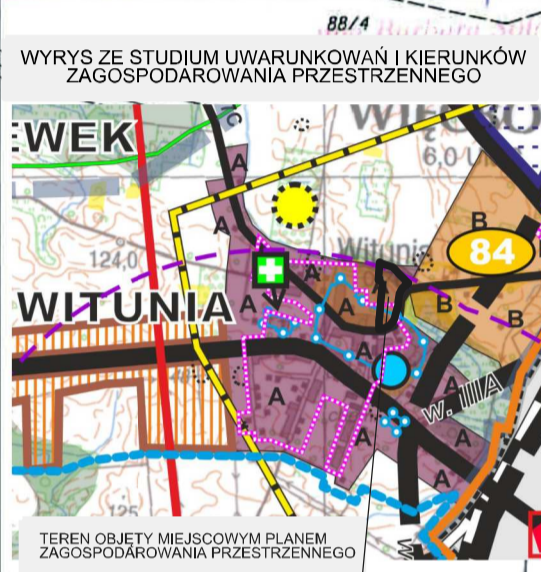 88/4
WYRYS ZE STUDIUM UWARUNKOWAŃ I KIERUNKÓW
ZAGOSPODAROWANIA PRZESTRZENNEGO
EWEK
6,0
A
A
B
Witunia
84
124,0
A
A
WITUNIA
A
B
B
A
A
w. IIIA
A
A
A
A
125
TEREN OBJĘTY MIEJSCOWYM PLANEM
ZAGOSPODAROWANIA PRZESTRZENNEGO